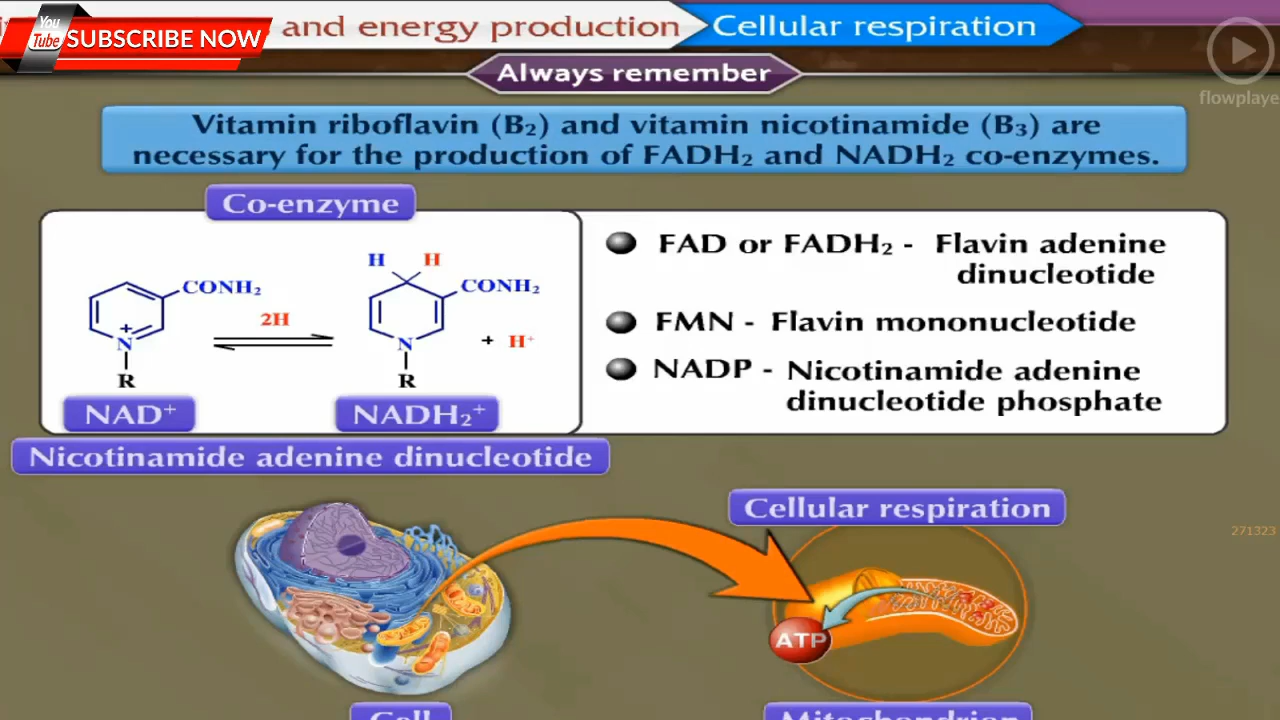 and energy production
Cellular respiration
You
Tube
SUBSCRIBE NOW
Always remember
flowplaye
Vitamin riboflavin (B₂) and vitamin nicotinamide (B₃) are
necessary for the production of FADH₂ and NADH₂ co-enzymes.
Co-enzyme
CONH₂
N
+
R
2H
H H
CONH₂
N
R
+ H⁺
NAD⁺
NADH₂⁺
Nicotinamide adenine dinucleotide
FAD or FADH₂ - Flavin adenine
dinucleotide
FMN - Flavin mononucleotide
NADP - Nicotinamide adenine
dinucleotide phosphate
Cellular respiration
271323
ATP
Cell
Mitochondrion